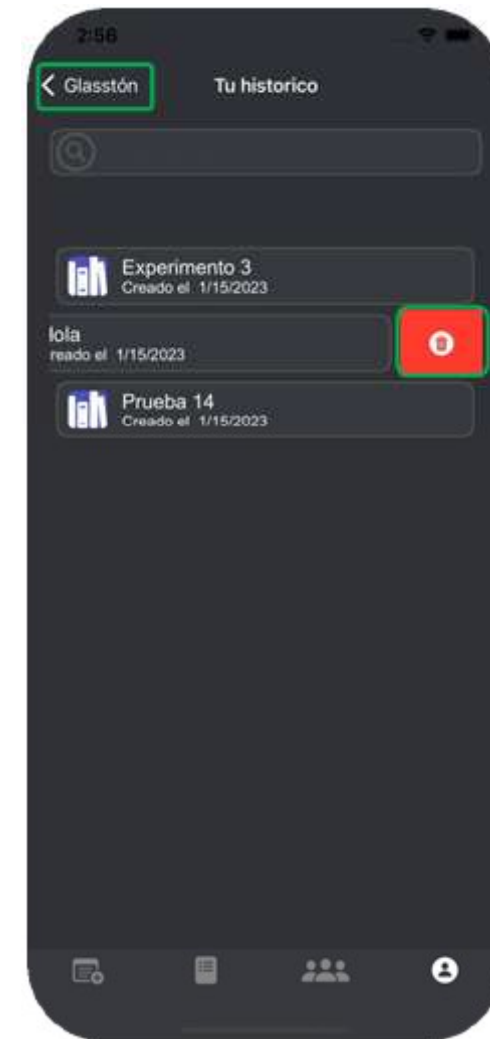 2:56
Glasstón
Tu historico
Experimento 3
Creado el 1/15/2023
lola
reado el 1/15/2023
Prueba 14
Creado el 1/15/2023